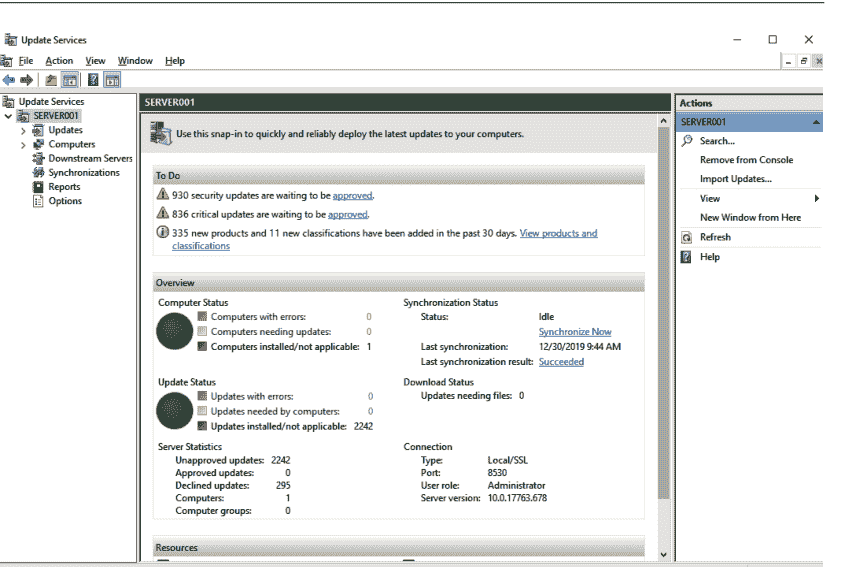 Update Services
File Action View Window Help
Update Services
SERVER001
Updates
Computers
Downstream Servers
Synchronizations
Reports
Options
SERVER001
Use this snap-in to quickly and reliably deploy the latest updates to your computers.
To Do
930 security updates are waiting to be approved.
836 critical updates are waiting to be approved.
335 new products and 11 new classifications have been added in the past 30 days. View products and
classifications
Overview
Computer Status
Computers with errors: 0
Computers needing updates: 0
Computers installed/not applicable: 1
Update Status
Updates with errors: 0
Updates needed by computers: 0
Updates installed/not applicable: 2242
Server Statistics
Unapproved updates: 2242
Approved updates: 0
Declined updates: 295
Computers: 1
Computer groups: 0
Synchronization Status
Status: Idle
Synchronize Now
Last synchronization: 12/30/2019 9:44 AM
Last synchronization result: Succeeded
Download Status
Updates needing files: 0
Connection
Type: Local/SSL
Port: 8530
User role: Administrator
Server version: 10.0.17763.678
Resources
Actions
SERVER001
Search...
Remove from Console
Import Updates...
View
New Window from Here
Refresh
Help